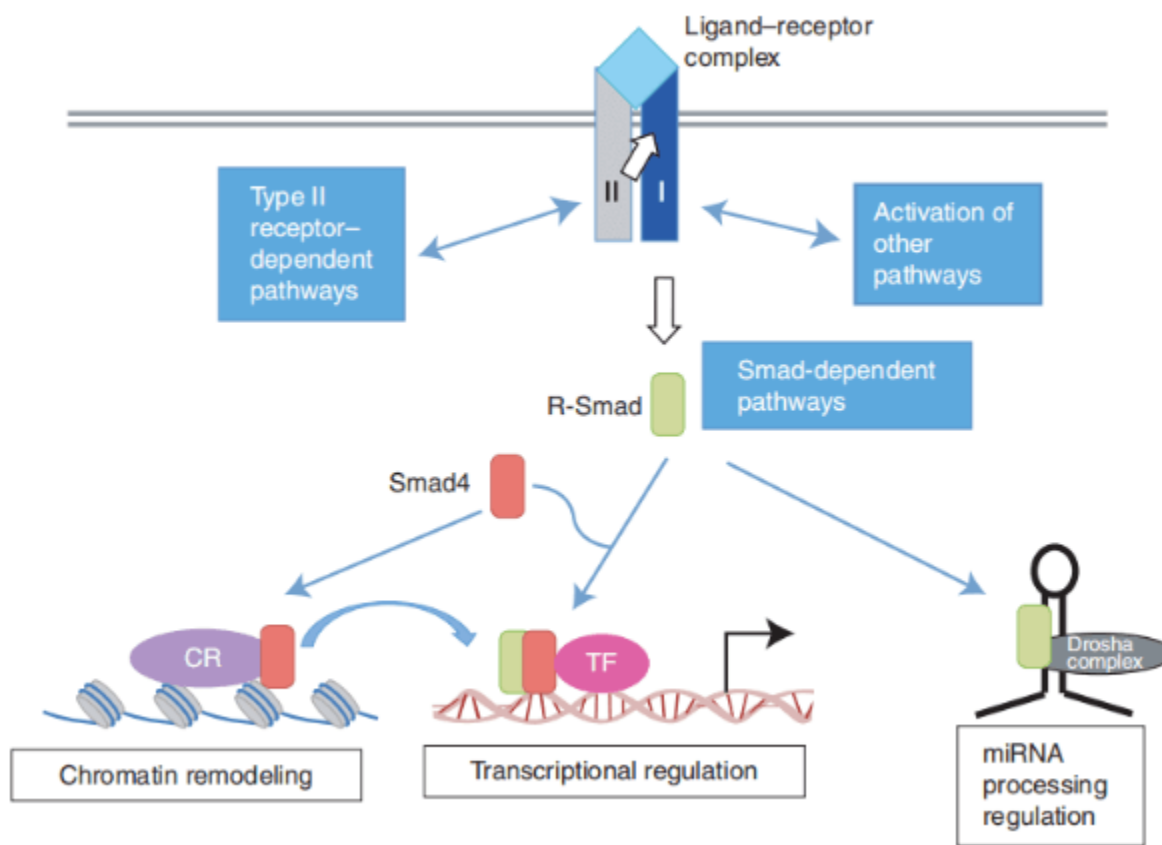 Ligand–receptor
complex
Type II
receptor–
dependent
pathways
II
I
Activation of
other
pathways
Smad-dependent
pathways
R-Smad
Smad4
CR
TF
Drosha
complex
Chromatin remodeling
Transcriptional regulation
miRNA
processing
regulation